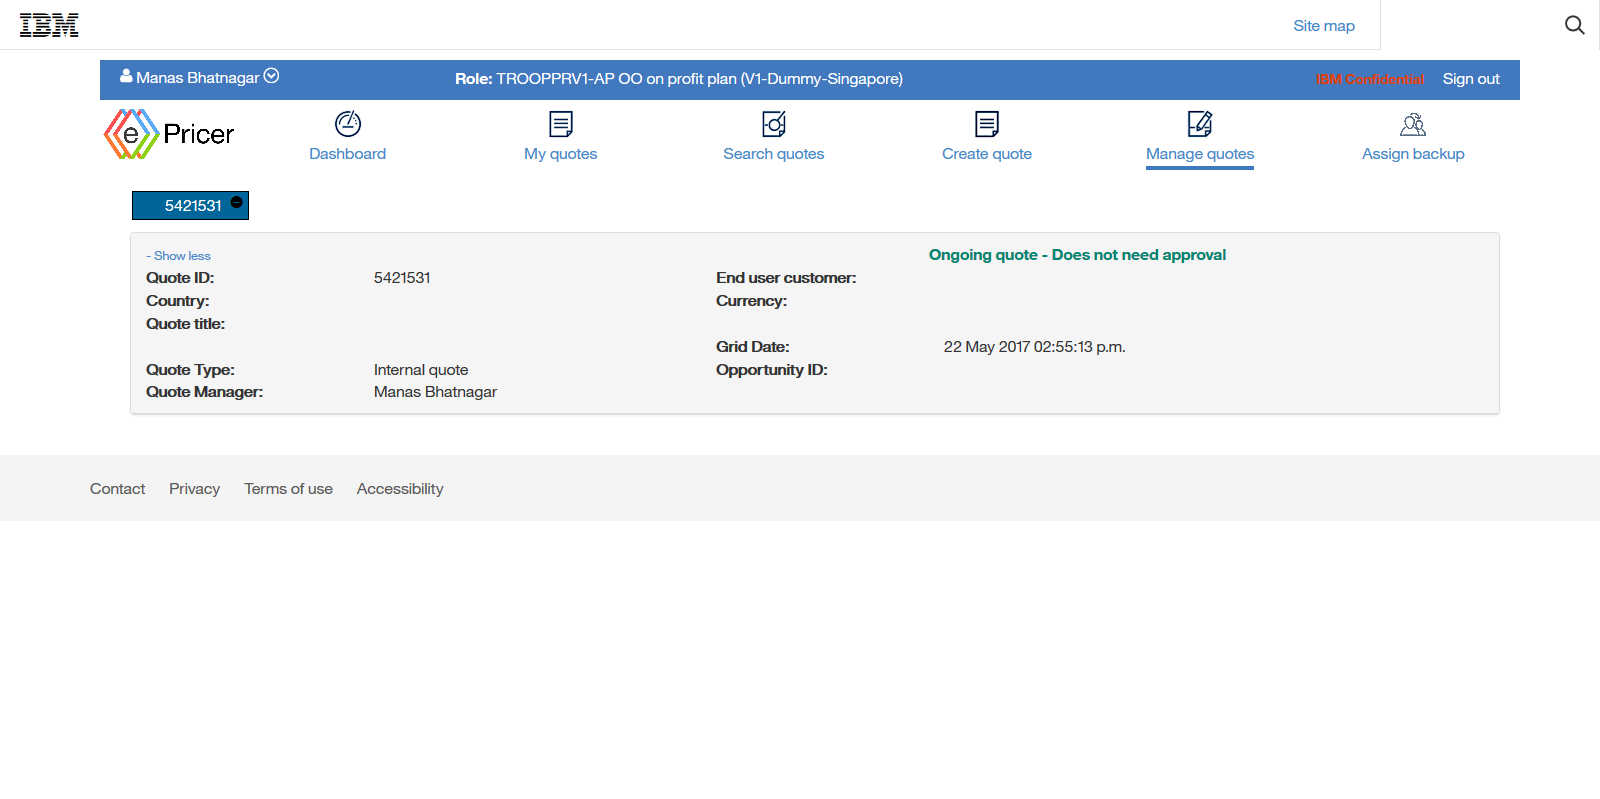 IBM
Site map
Manas Bhatnagar
Role: TROOPPRV1-AP OO on profit plan (V1-Dummy-Singapore)
IBM Confidential
Sign out
e Pricer
Dashboard
My quotes
Search quotes
Create quote
Manage quotes
Assign backup
5421531
- Show less
Ongoing quote - Does not need approval
Quote ID: 5421531
End user customer:
Country:
Currency:
Quote title:
Grid Date: 22 May 2017 02:55:13 p.m.
Quote Type: Internal quote
Opportunity ID:
Quote Manager: Manas Bhatnagar
Contact Privacy Terms of use Accessibility